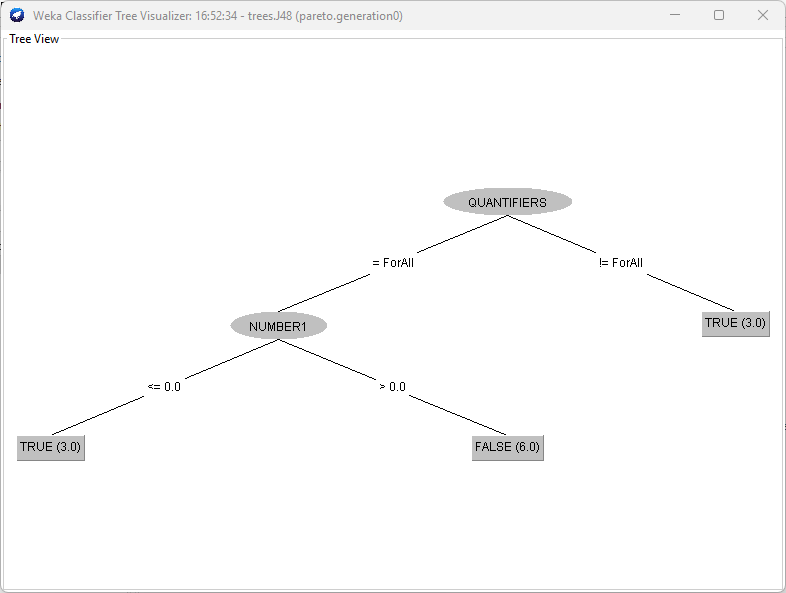 Weka Classifier Tree Visualizer: 16:52:34 - trees.J48 (pareto.generation0)
Tree View
QUANTIFIERS
= ForAll
!= ForAll
NUMBER1
TRUE (3.0)
<= 0.0
> 0.0
TRUE (3.0)
FALSE (6.0)